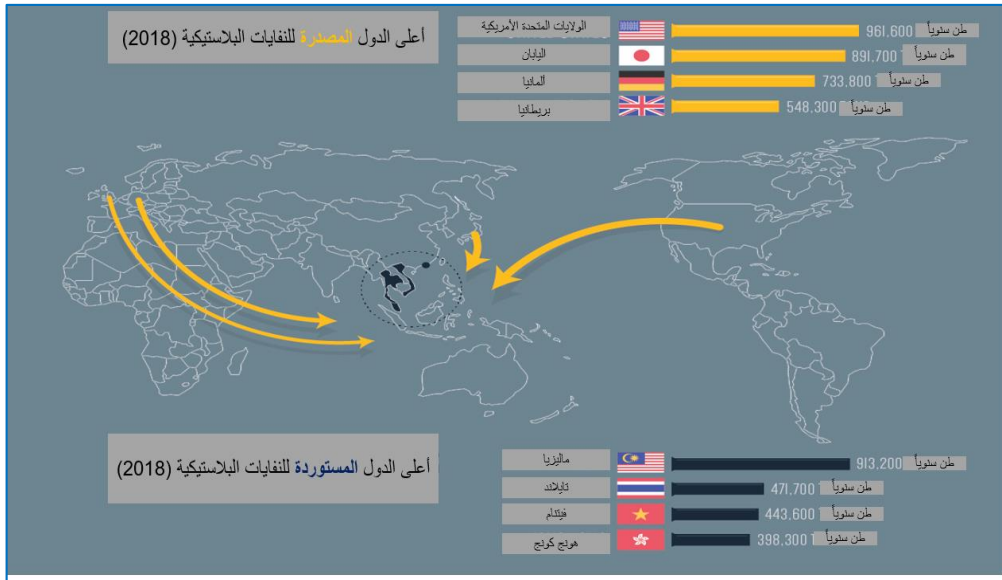 أعلى الدول المصدرة للنفايات البلاستيكية (2018)
الولايات المتحدة الأمريكية 961,600 طن سنوياً
اليابان 891,700 طن سنوياً
ألمانيا 733,800 طن سنوياً
بريطانيا 548,300 طن سنوياً
أعلى الدول المستوردة للنفايات البلاستيكية (2018)
ماليزيا 913,200 طن سنوياً
تايلاند 471,700 طن سنوياً
فيتنام 443,600 طن سنوياً
هونج كونج 398,300 طن سنوياً